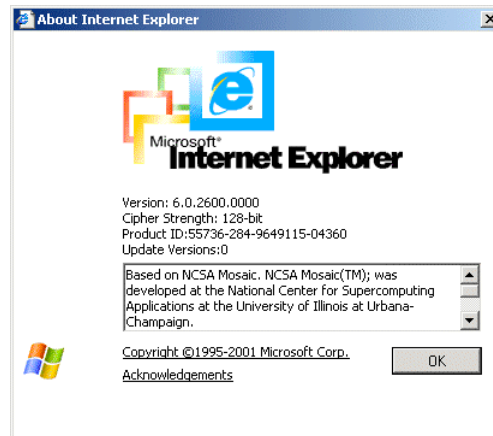 About Internet Explorer
Microsoft
Internet Explorer
Version: 6.0.2600.0000
Cipher Strength: 128-bit
Product ID:55736-284-9649115-04360
Update Versions:0
Based on NCSA Mosaic. NCSA Mosaic(TM); was
developed at the National Center for Supercomputing
Applications at the University of Illinois at Urbana-
Champaign.
Copyright ©1995-2001 Microsoft Corp.
Acknowledgements
OK